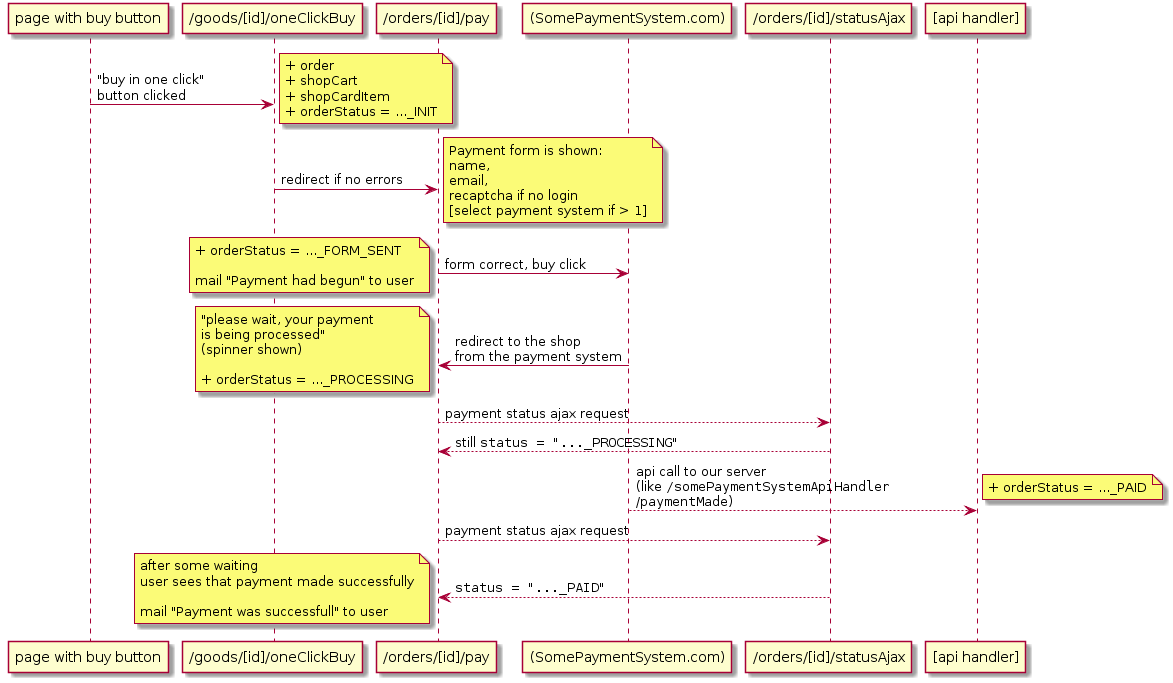 page with buy button
/goods/[id]/oneClickBuy
/orders/[id]/pay
(SomePaymentSystem.com)
/orders/[id]/statusAjax
[api handler]
"buy in one click"
button clicked
+ order
+ shopCart
+ shopCardItem
+ orderStatus = ..._INIT
redirect if no errors
Payment form is shown:
name,
email,
recaptcha if no login
[select payment system if > 1]
+ orderStatus = ..._FORM_SENT
mail "Payment had begun" to user
form correct, buy click
"please wait, your payment
is being processed"
(spinner shown)
+ orderStatus = ..._PROCESSING
redirect to the shop
from the payment system
payment status ajax request
still status = "..._PROCESSING"
api call to our server
(like /somePaymentSystemApiHandler
/paymentMade)
+ orderStatus = ..._PAID
payment status ajax request
after some waiting
user sees that payment made successfully
mail "Payment was successfull" to user
status = "..._PAID"
page with buy button
/goods/[id]/oneClickBuy
/orders/[id]/pay
(SomePaymentSystem.com)
/orders/[id]/statusAjax
[api handler]